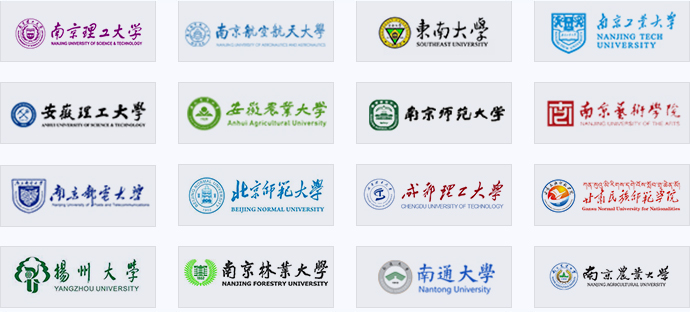 南京理工大学
NANJING UNIVERSITY OF SCIENCE & TECHNOLOGY
南京航空航天大学
NANJING UNIVERSITY OF AERONAUTICS AND ASTRONAUTICS
東南大學
SOUTHEAST UNIVERSITY
南京工业大学
NANJING TECH
UNIVERSITY
安徽理工大學
ANHUI UNIVERSITY OF SCIENCE & TECHNOLOGY
安徽農業大學
Anhui Agricultural University
南京师范大学
南京藝術學院
NANJING UNIVERSITY OF THE ARTS
南京郵電大學
Nanjing University of Posts and Telecommunications
北京师范大学
BEIJING NORMAL UNIVERSITY
成都理工大学
CHENGDU UNIVERSITY OF TECHNOLOGY
甘肃民族师范学院
Gansu Normal University for Nationalities
揚州大学
YANGZHOU UNIVERSITY
南京林業大學
NANJING FORESTRY UNIVERSITY
南通大學
Nantong University
南京農業大學
NANJING AGRICULTURAL UNIVERSITY